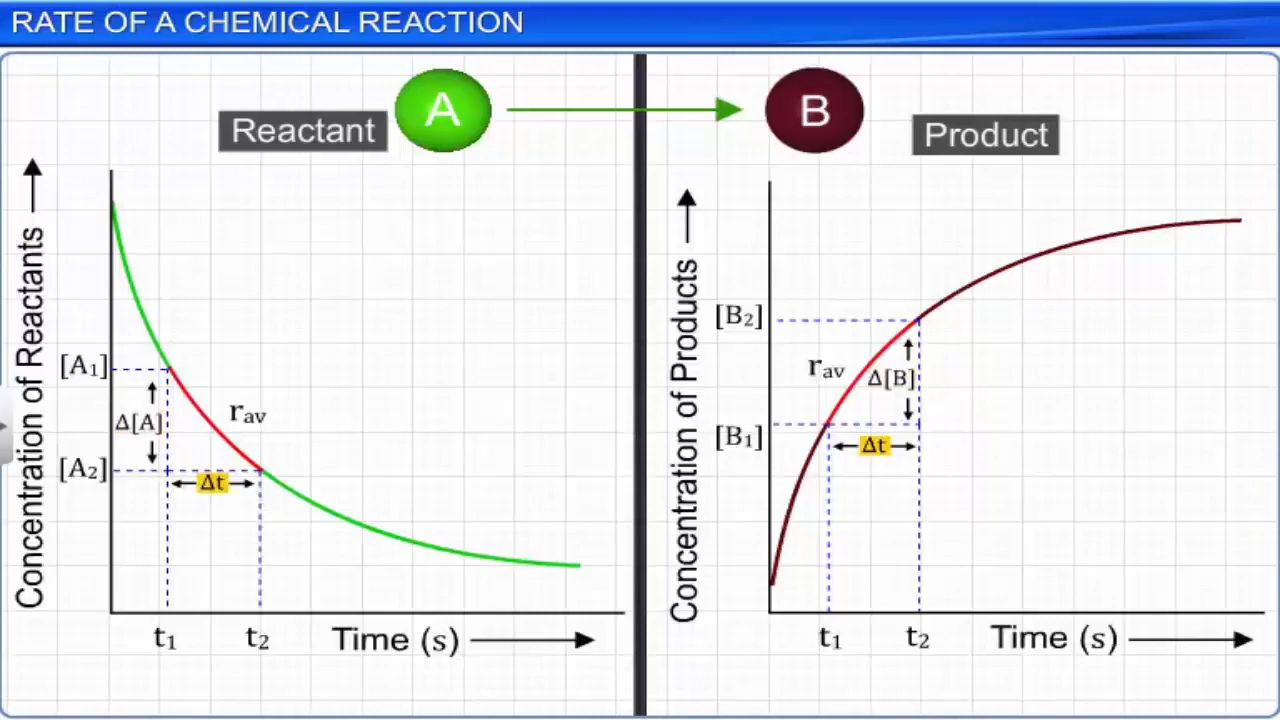 RATE OF A CHEMICAL REACTION
Reactant
A
B
Product
Concentration of Reactants
[A₁]
Δ[A]
[A₂]
rₐᵥ
Δt
t₁
t₂
Time (s)
Concentration of Products
[B₂]
rₐᵥ
Δ[B]
[B₁]
Δt
t₁
t₂
Time (s)